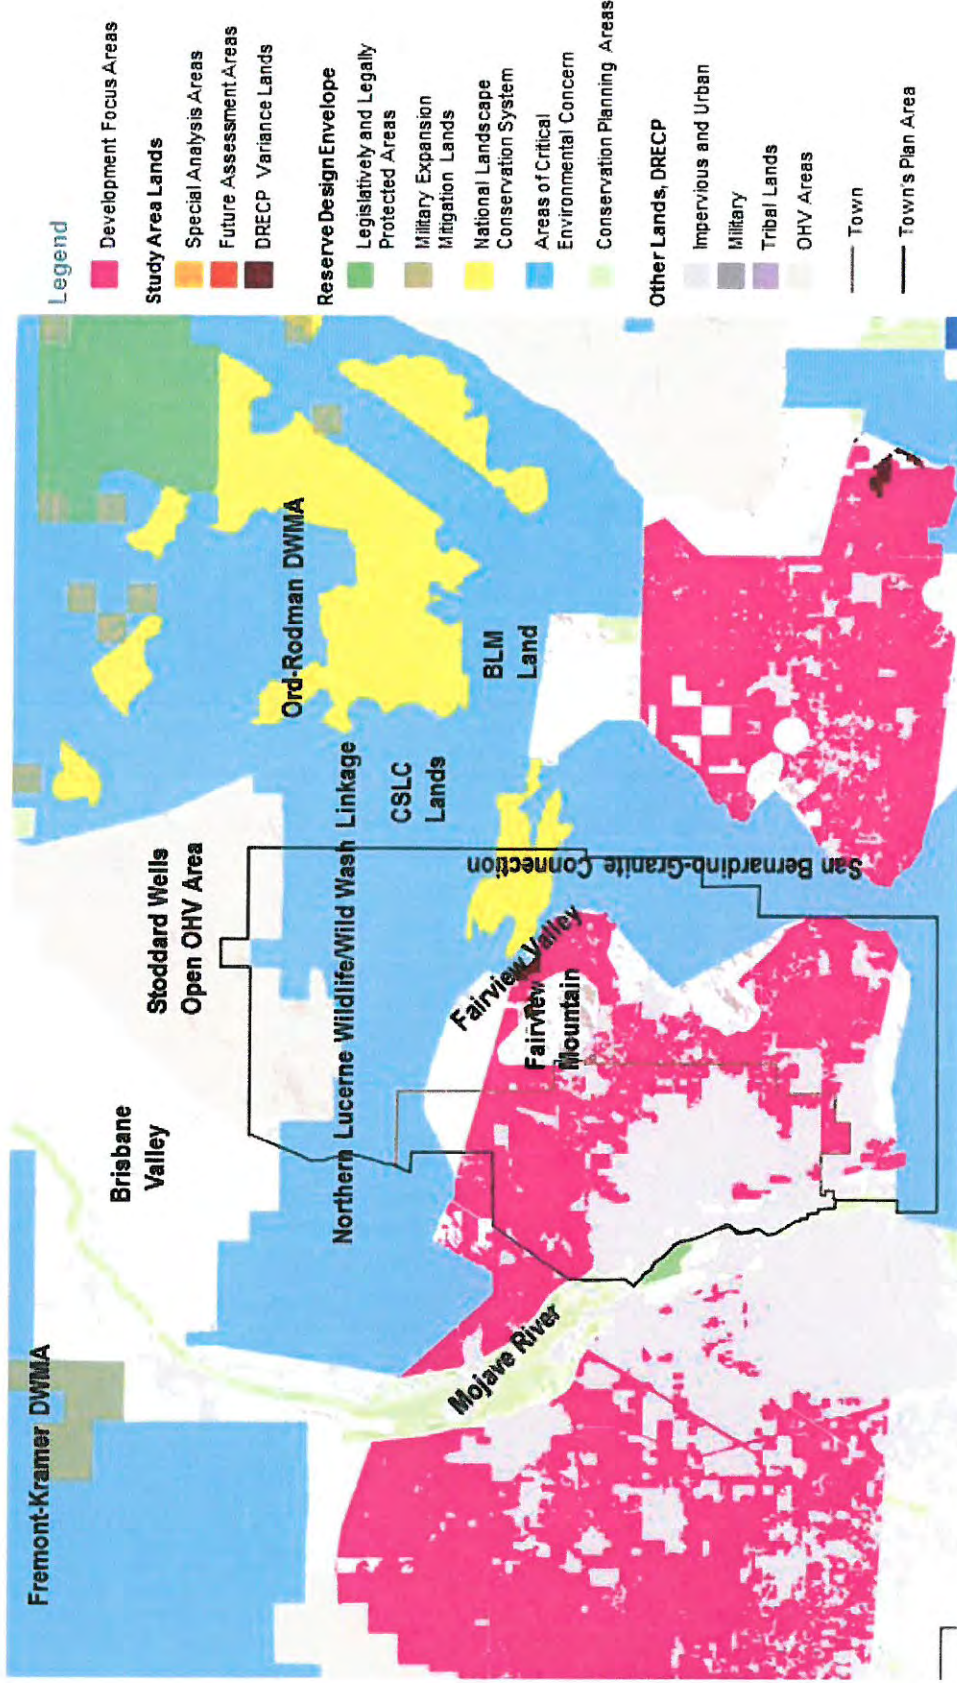 Legend
Development Focus Areas
Study Area Lands
Special Analysis Areas
Future Assessment Areas
DRECP Variance Lands
Reserve Design Envelope
Legislatively and Legally
Protected Areas
Military Expansion
Mitigation Lands
National Landscape
Conservation System
Areas of Critical
Environmental Concern
Conservation Planning Areas
Other Lands, DRECP
Impervious and Urban
Military
Tribal Lands
OHV Areas
Town
Town's Plan Area
Fremont-Kramer DWMA
Brisbane
Valley
Stoddard Wells
Open OHV Area
Ord-Rodman DWMA
Northern Lucerne Wildlife/Wild Wash Linkage
CSLC
Lands
BLM
Land
Mojave River
Fairview Valley
Fairview
Mountain
San Bernardino-Granite Connection